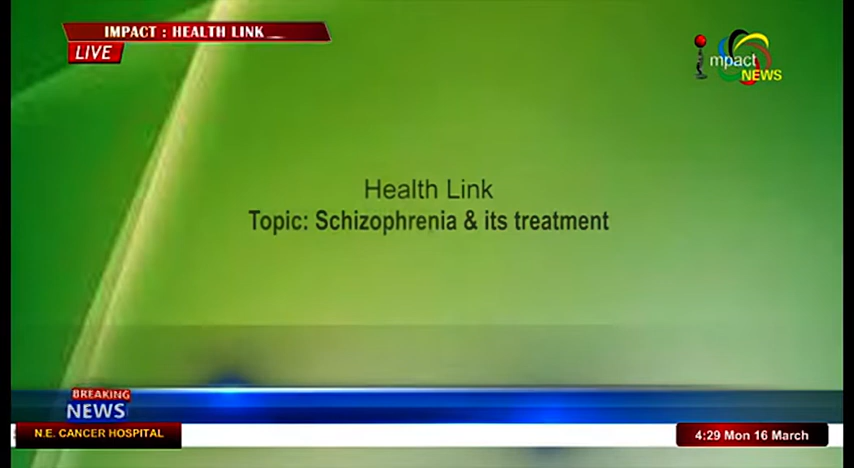 IMPACT : HEALTH LINK
LIVE
mpact
NEWS
Health Link
Topic: Schizophrenia & its treatment
BREAKING
NEWS
N.E. CANCER HOSPITAL
4:29 Mon 16 March